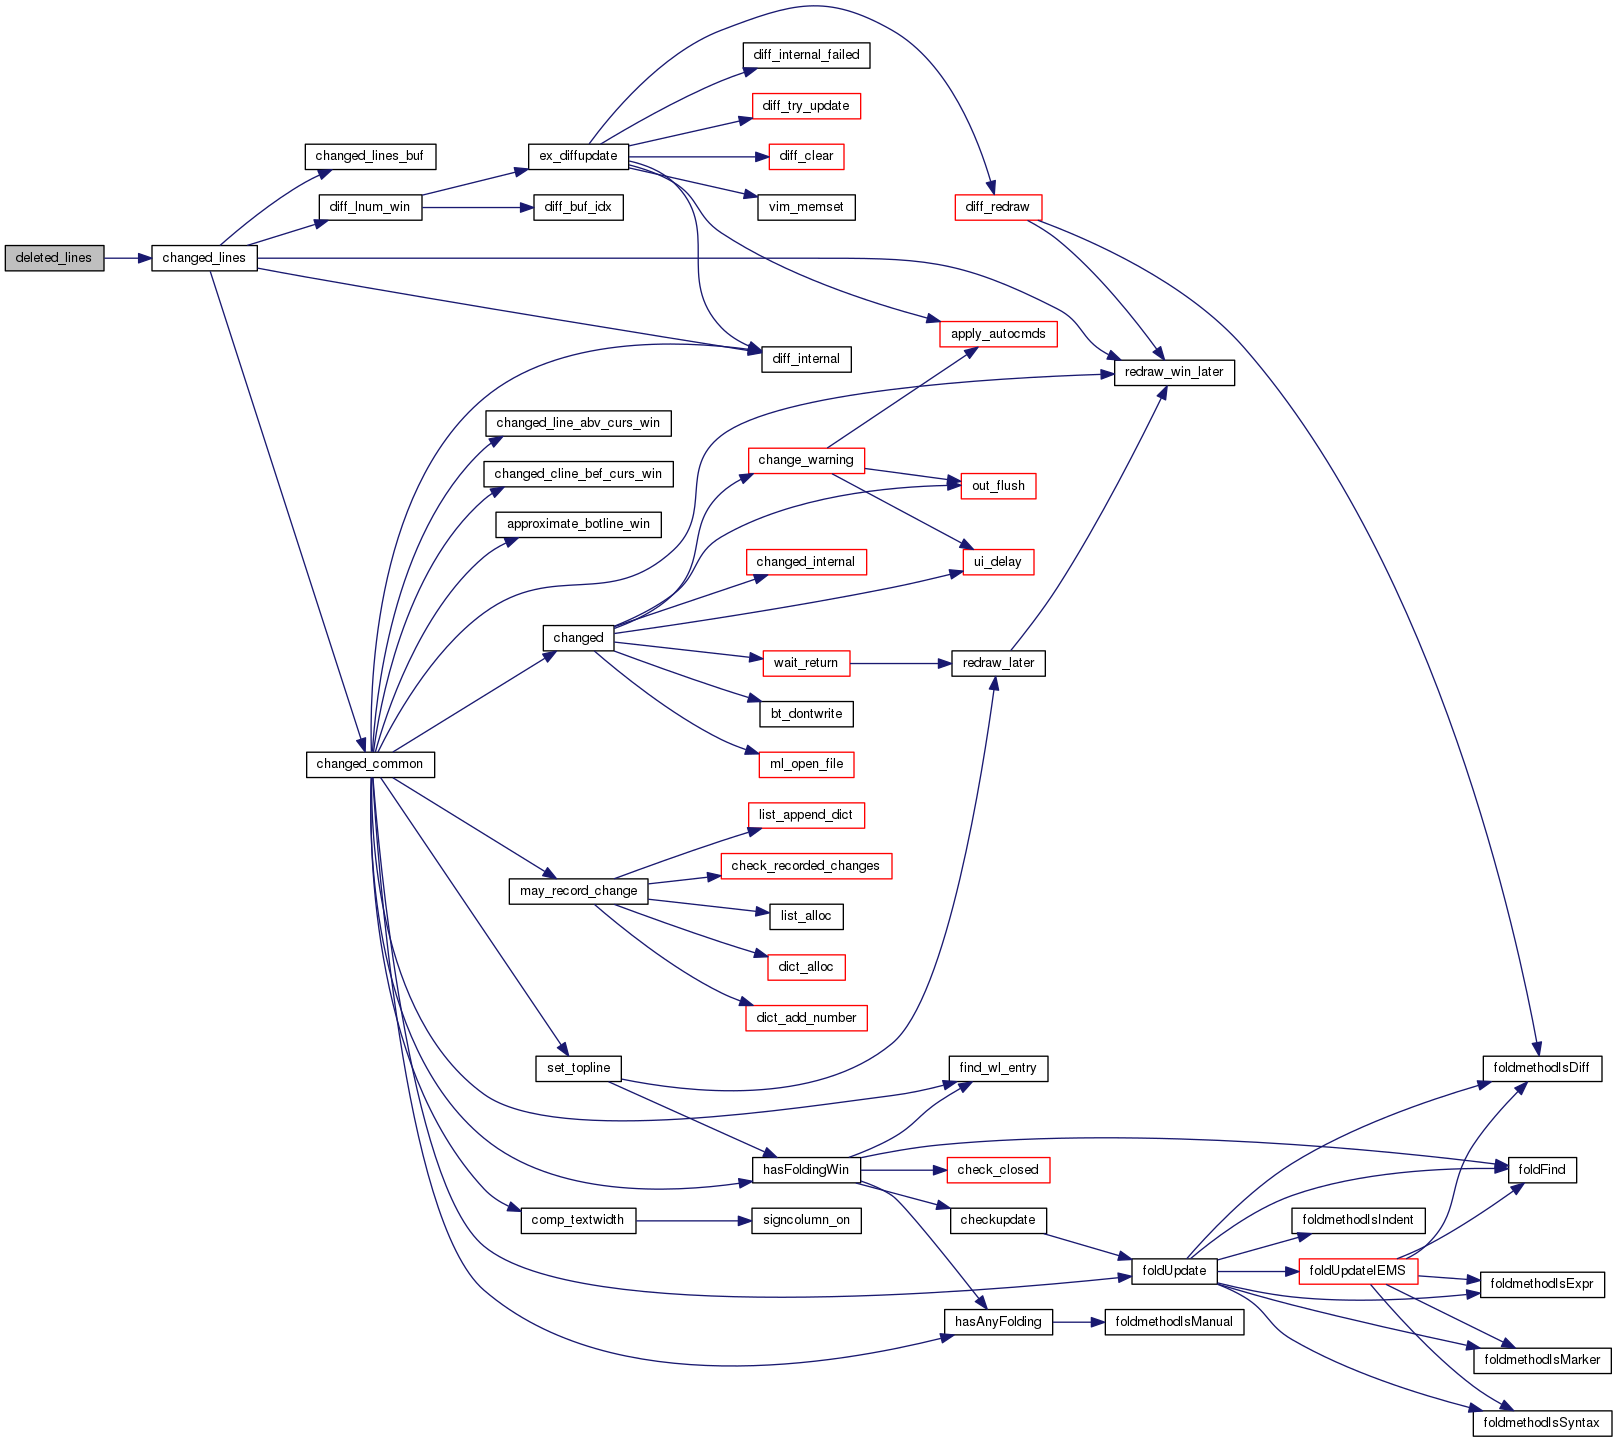 diff_internal_failed
diff_try_update
changed_lines_buf
ex_diffupdate
diff_clear
diff_lnum_win
diff_buf_idx
vim_memset
diff_redraw
deleted_lines
changed_lines
apply_autocmds
diff_internal
redraw_win_later
changed_line_abv_curs_win
change_warning
changed_cline_bef_curs_win
out_flush
approximate_botline_win
changed_internal
ui_delay
changed
wait_return
redraw_later
bt_dontwrite
changed_common
ml_open_file
list_append_dict
check_recorded_changes
may_record_change
list_alloc
dict_alloc
dict_add_number
set_topline
find_wl_entry
foldmethodIsDiff
hasFoldingWin
check_closed
foldFind
comp_textwidth
signcolumn_on
checkupdate
foldmethodIsIndent
foldUpdate
foldUpdateIEMS
foldmethodIsExpr
hasAnyFolding
foldmethodIsManual
foldmethodIsMarker
foldmethodIsSyntax